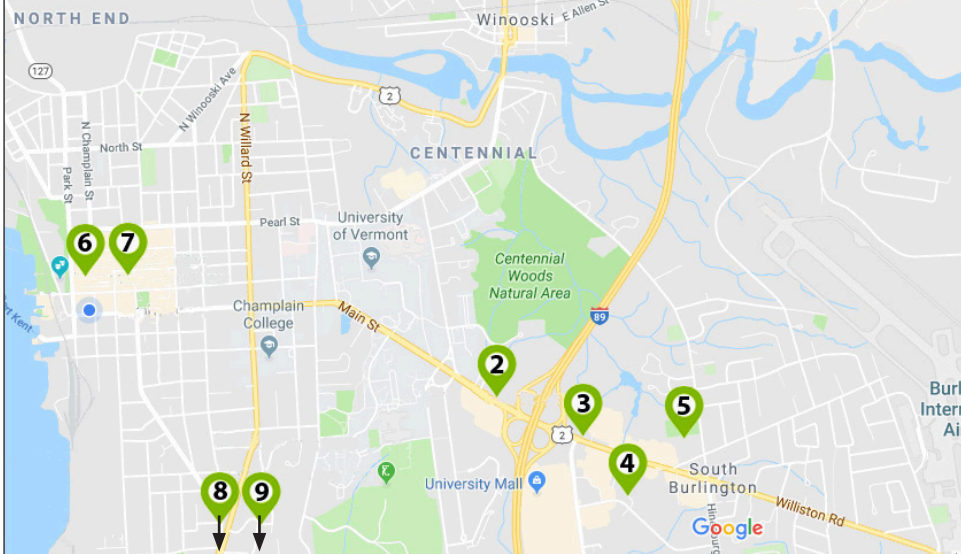 NORTH END
Winooski
E Allen St
127
N Winooski Ave
2
N Champlain St
N Willard St
North St
CENTENNIAL
Park St
Pearl St
University
of Vermont
6
7
Centennial
Woods
Natural Area
Champlain
College
Main St
89
2
3
5
2
4
8
9
University Mall
South
Burlington
Williston Rd
Google